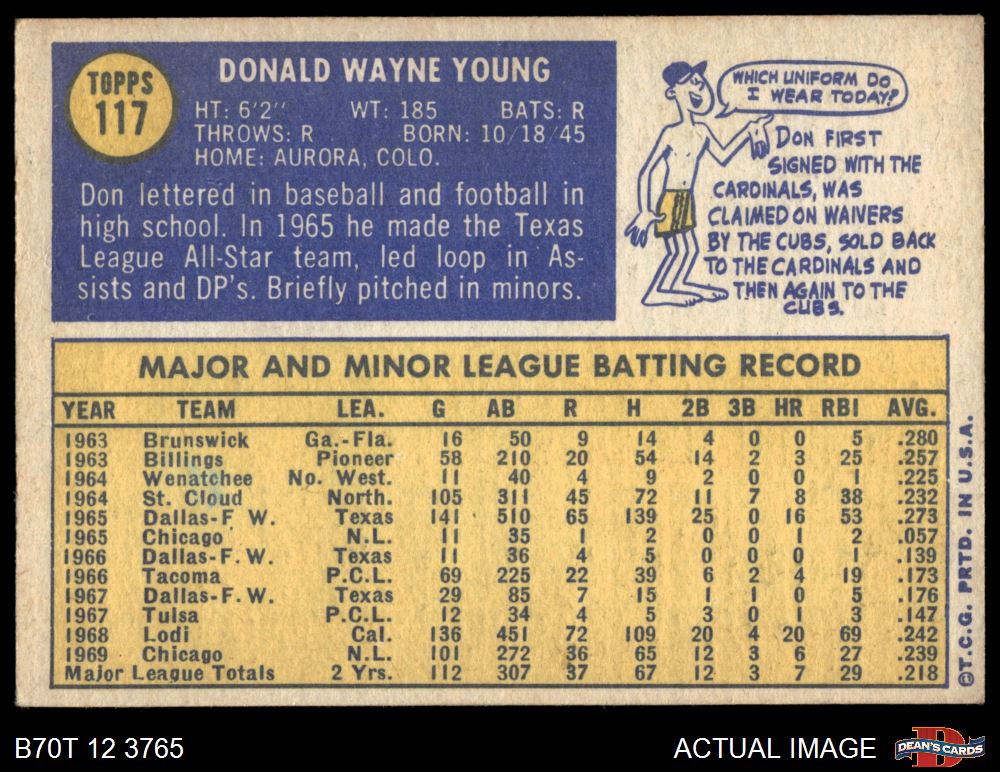 TOPPS
117
DONALD WAYNE YOUNG
HT: 6'2" WT: 185 BATS: R
THROWS: R BORN: 10/18/45
HOME: AURORA, COLO.
Don lettered in baseball and football in
high school. In 1965 he made the Texas
League All-Star team, led loop in As-
sists and DP's. Briefly pitched in minors.
WHICH UNIFORM DO
I WEAR TODAY?
DON FIRST
SIGNED WITH THE
CARDINALS, WAS
CLAIMED ON WAIVERS
BY THE CUBS, SOLD BACK
TO THE CARDINALS AND
THEN AGAIN TO THE
CUBS.
MAJOR AND MINOR LEAGUE BATTING RECORD
YEAR TEAM LEA. G AB R H 2B 3B HR RBI AVG.
1963 Brunswick Ga.-Fla. 16 50 9 14 4 0 0 5 .280
1963 Billings Pioneer 58 210 20 54 14 2 3 25 .257
1964 Wenatchee No. West. 11 40 4 9 2 0 0 1 .225
1964 St. Cloud North. 105 311 45 72 11 7 8 38 .232
1965 Dallas-F. W. Texas 141 510 65 139 25 0 16 53 .273
1965 Chicago N.L. 11 35 1 2 0 0 1 2 .057
1966 Dallas-F. W. Texas 11 36 4 5 0 0 0 1 .139
1966 Tacoma P.C.L. 69 225 22 39 6 2 4 19 .173
1967 Dallas-F. W. Texas 29 85 7 15 1 1 0 5 .176
1967 Tulsa P.C.L. 12 34 4 5 3 0 1 3 .147
1968 Lodi Cal. 136 451 72 109 20 4 20 69 .242
1969 Chicago N.L. 101 272 36 65 12 3 6 27 .239
Major League Totals 2 Yrs. 112 307 37 67 12 3 7 29 .218
©T.C.G. PRTD. IN U.S.A.
B70T 12 3765
ACTUAL IMAGE
DEAN'S CARDS